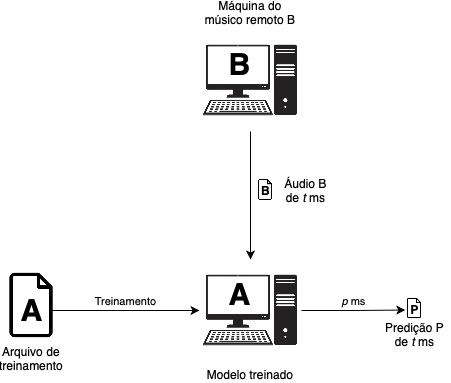 Máquina do
músico remoto B
B
B
Áudio B
de t ms
A
Treinamento
A
p ms
P
Predição P
de t ms
Arquivo de
treinamento
Modelo treinado